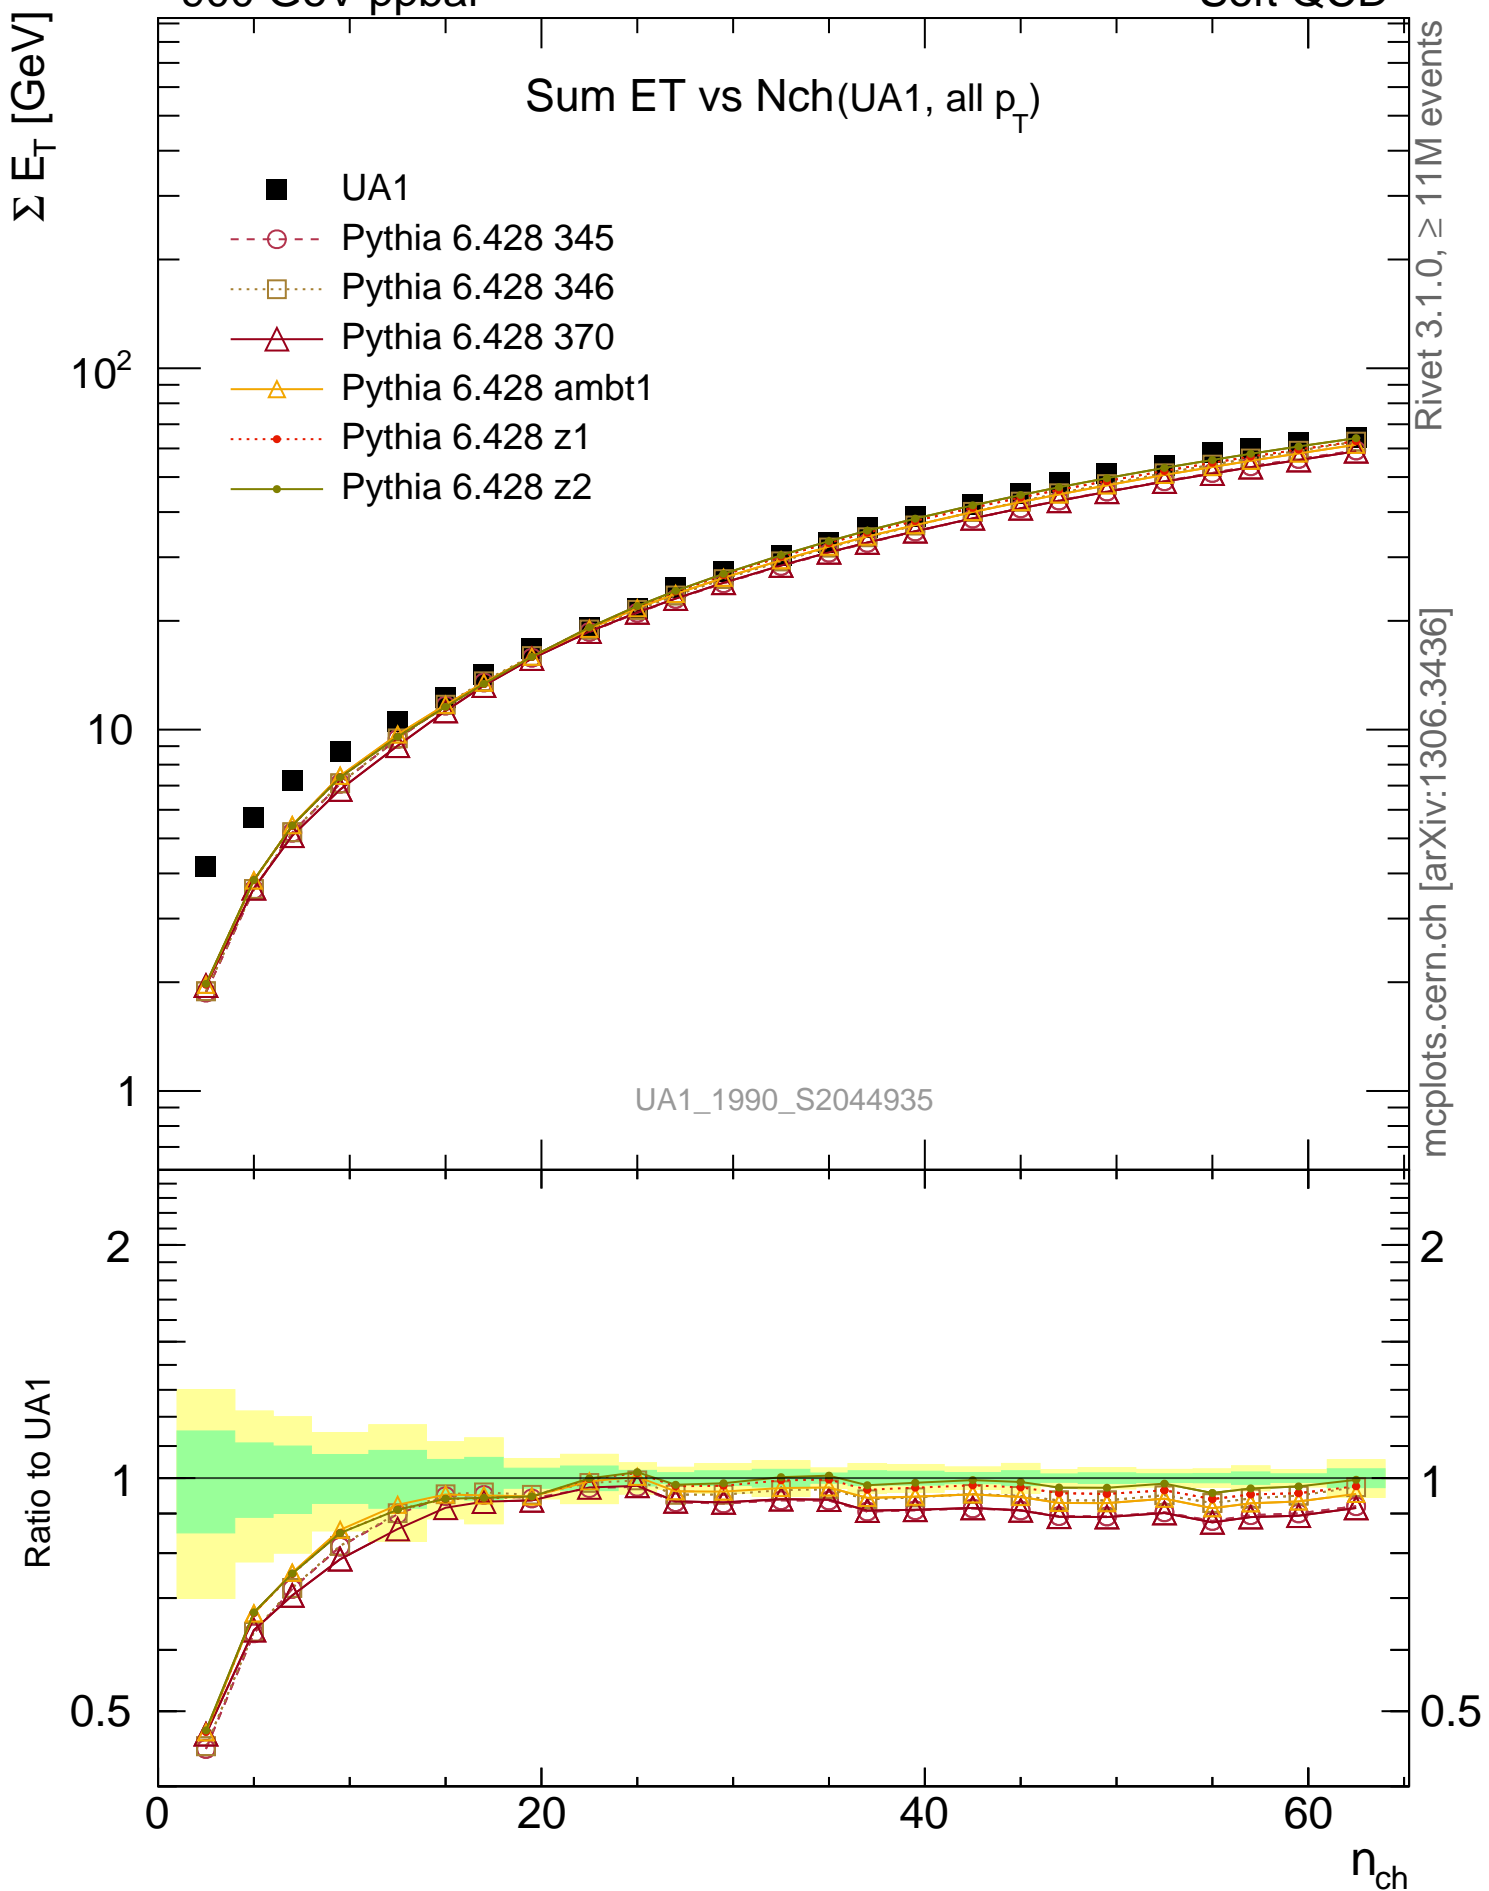 Σ E_T [GeV]
Sum ET vs Nch (UA1, all p_T)
UA1
Pythia 6.428 345
Pythia 6.428 346
Pythia 6.428 370
Pythia 6.428 ambt1
Pythia 6.428 z1
Pythia 6.428 z2
10²
10
1
UA1_1990_S2044935
Rivet 3.1.0, ≥ 11M events
mcplots.cern.ch [arXiv:1306.3436]
Ratio to UA1
2
1
0.5
2
1
0.5
0 20 40 60
n_ch